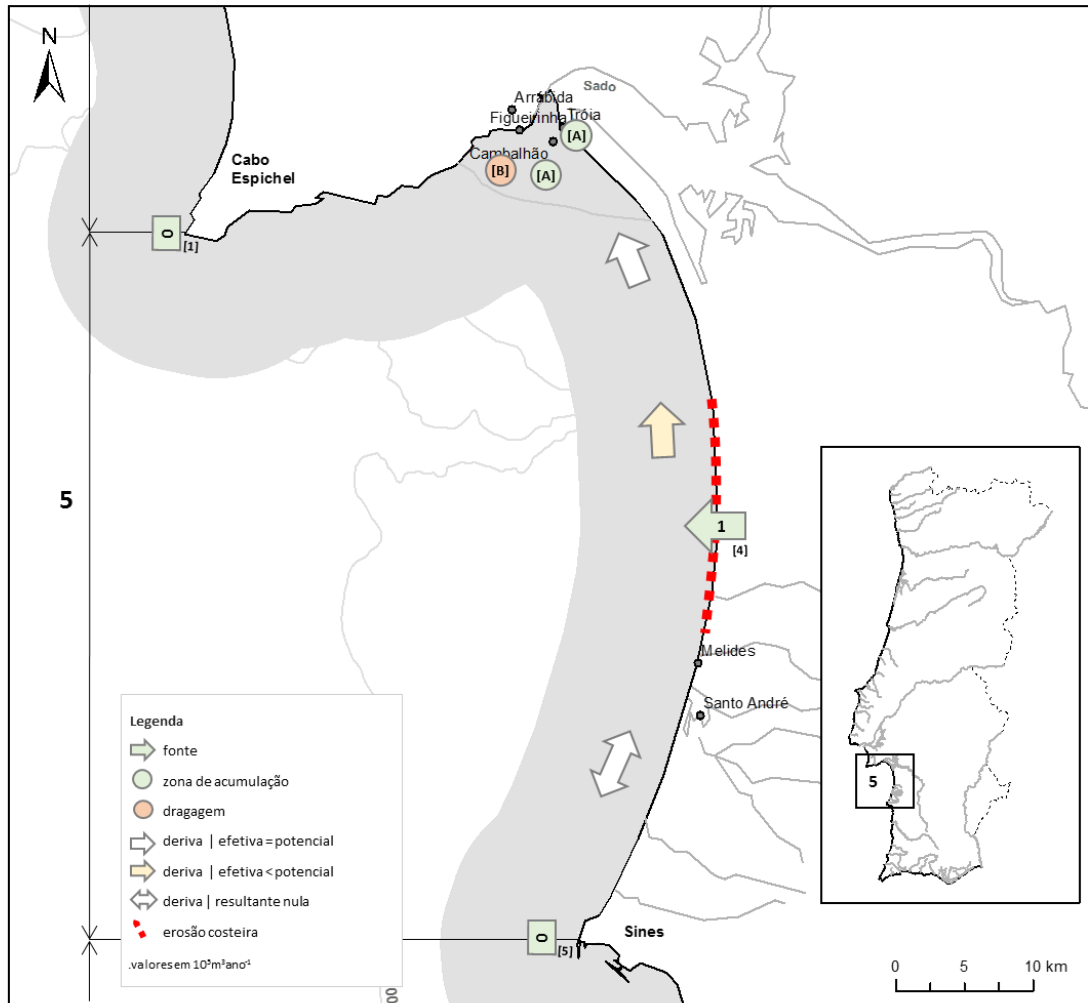 N
Sado
Arrábida
Figueirinha
Tróia
[A]
Cambalhão
[B]
[A]
Cabo
Espichel
0
[1]
5
1
[4]
Melides
Santo André
Legenda
fonte
zona de acumulação
dragagem
deriva | efetiva = potencial
deriva | efetiva < potencial
deriva | resultante nula
erosão costeira
.valores em 10⁵m³ano⁻¹
5
0
[5]
Sines
0 5 10 km